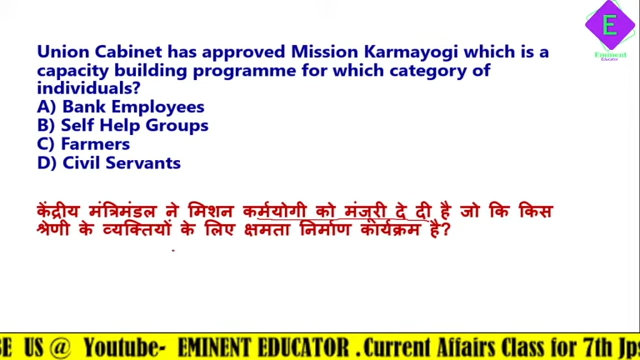 E
Eminent
Educator
Union Cabinet has approved Mission Karmayogi which is a
capacity building programme for which category of
individuals?
A) Bank Employees
B) Self Help Groups
C) Farmers
D) Civil Servants
केंद्रीय मंत्रिमंडल ने मिशन कर्मयोगी को मंजूरी दे दी है जो कि किस
श्रेणी के व्यक्तियों के लिए क्षमता निर्माण कार्यक्रम है?
BE US @ Youtube- EMINENT EDUCATOR .Current Affairs Class for 7th Jp